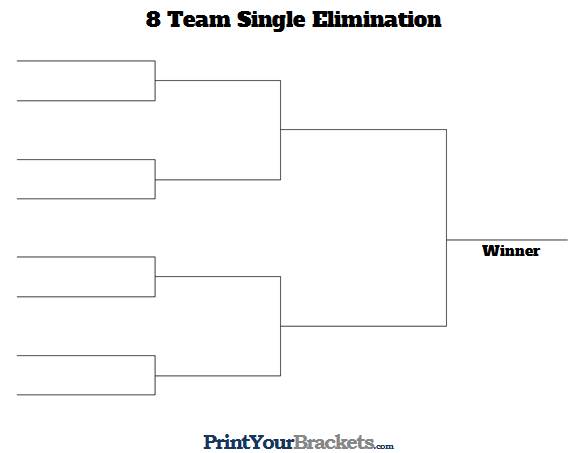 8 Team Single Elimination
Winner
PrintYourBrackets.com